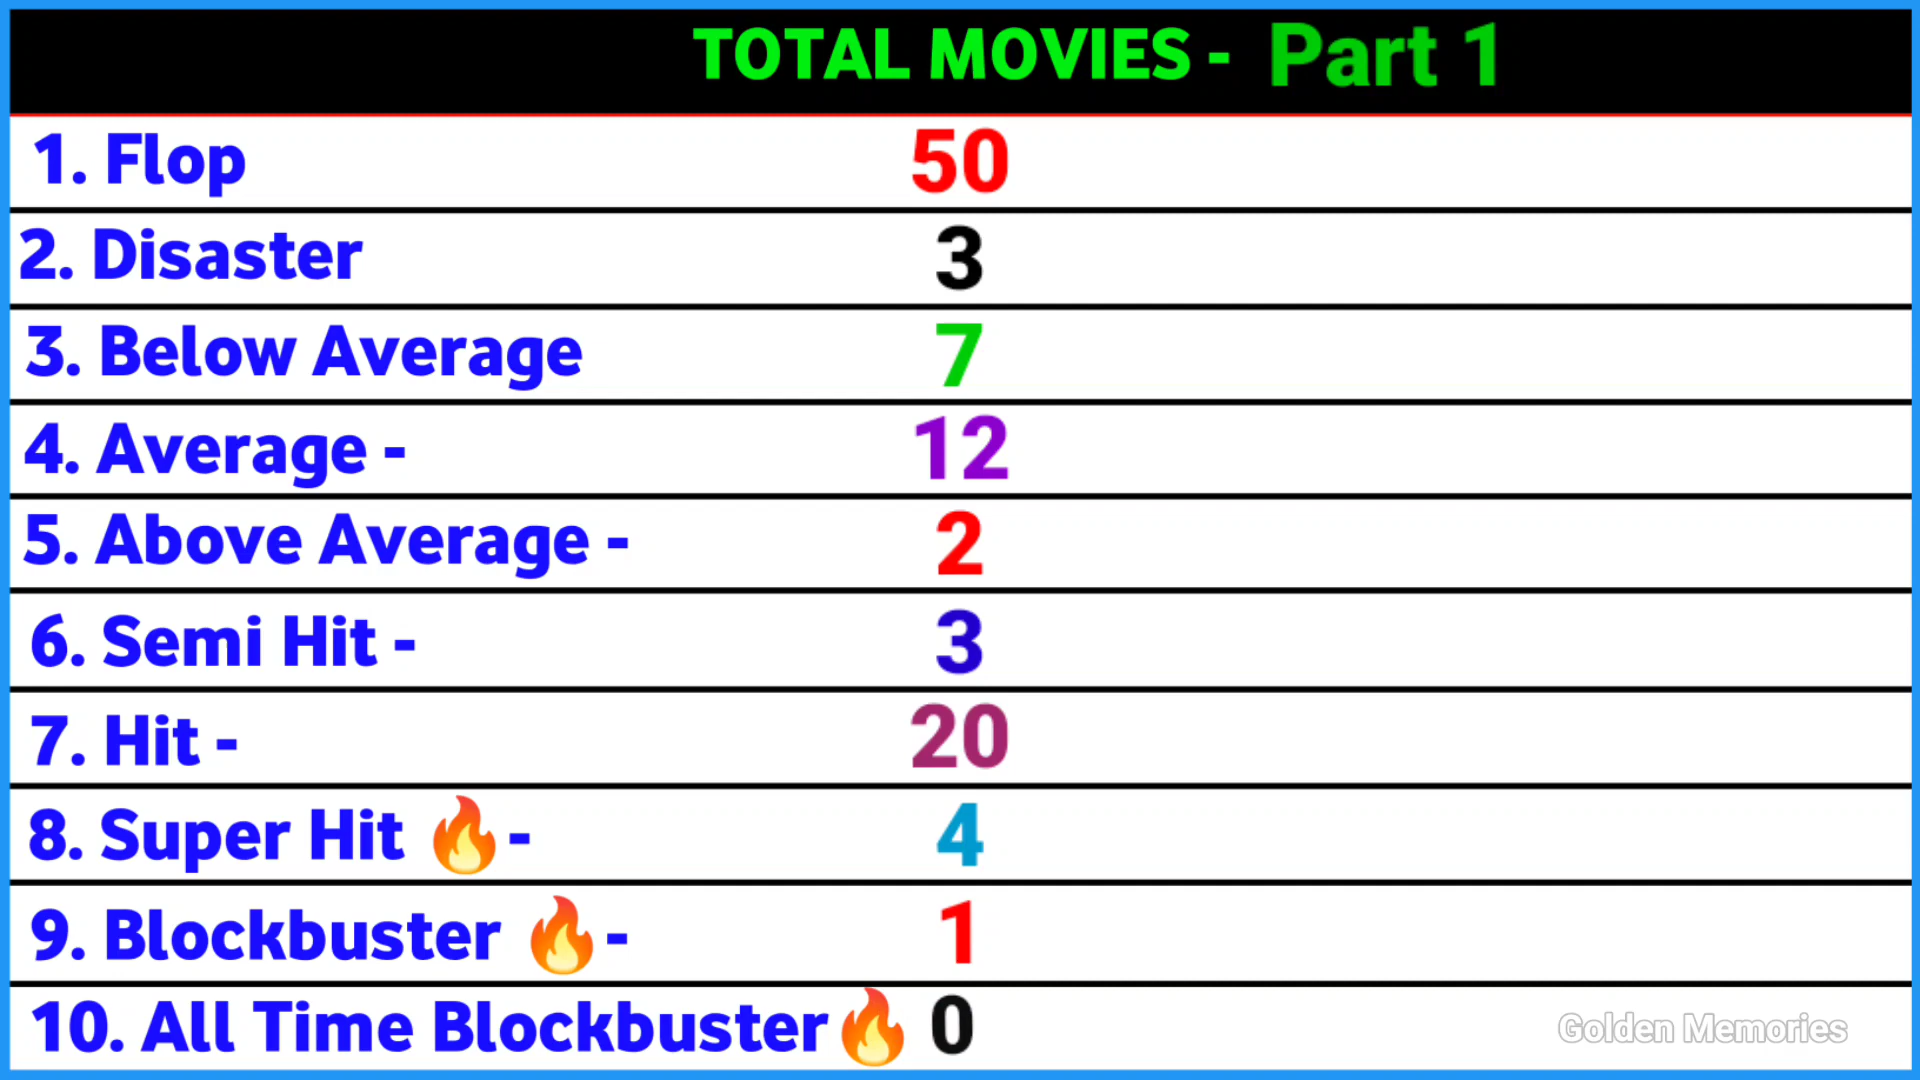 TOTAL MOVIES - Part 1
1. Flop 50
2. Disaster 3
3. Below Average 7
4. Average - 12
5. Above Average - 2
6. Semi Hit - 3
7. Hit - 20
8. Super Hit 🔥- 4
9. Blockbuster 🔥- 1
10. All Time Blockbuster🔥 0
Golden Memories